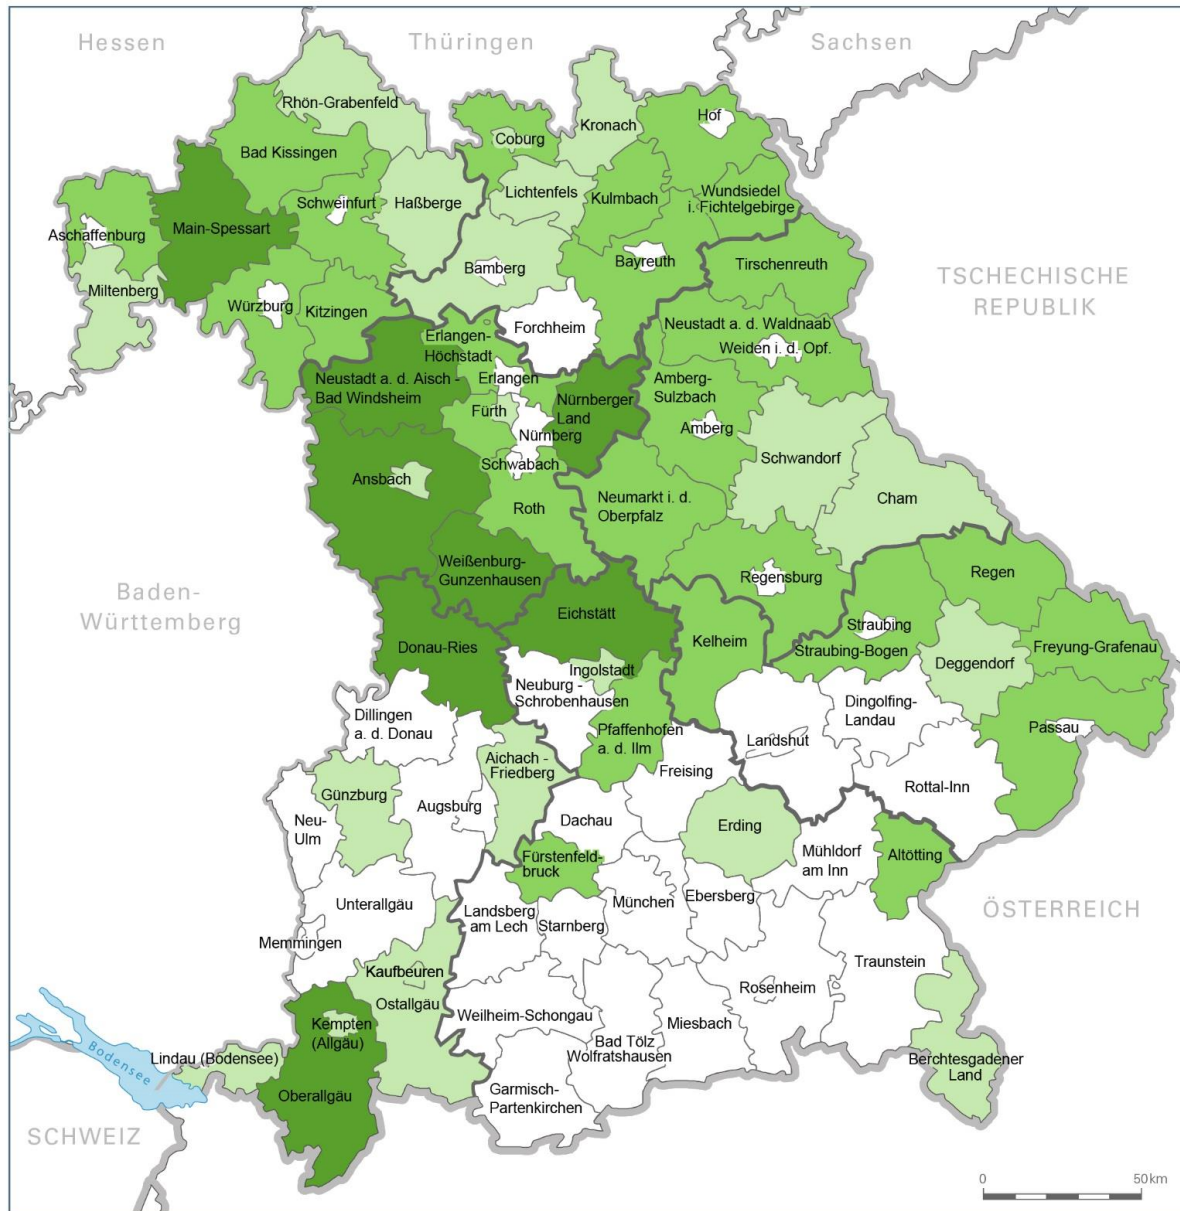 Hessen
Thüringen
Sachsen
Rhön-Grabenfeld
Kronach
Hof
Coburg
Bad Kissingen
Lichtenfels
Kulmbach
Wundsiedel
i. Fichtelgebirge
Schweinfurt
Haßberge
Main-Spessart
Aschaffenburg
Bayreuth
Tirschenreuth
Bamberg
TSCHECHISCHE
REPUBLIK
Miltenberg
Würzburg
Kitzingen
Forchheim
Neustadt a. d. Waldnaab
Weiden i. d. Opf.
Erlangen-
Höchstadt
Erlangen
Neustadt a. d. Aisch -
Bad Windsheim
Nürnberger
Land
Amberg-
Sulzbach
Fürth
Nürnberg
Amberg
Schwabach
Schwandorf
Ansbach
Cham
Roth
Neumarkt i. d.
Oberpfalz
Weißenburg-
Gunzenhausen
Regensburg
Regen
Baden-
Württemberg
Eichstätt
Straubing
Straubing-Bogen
Kelheim
Donau-Ries
Freyung-Grafenau
Deggendorf
Ingolstadt
Neuburg -
Schrobenhausen
Dingolfing-
Landau
Dillingen
a. d. Donau
Pfaffenhofen
a. d. Ilm
Landshut
Passau
Aichach -
Friedberg
Freising
Rottal-Inn
Günzburg
Augsburg
Neu-
Ulm
Dachau
Erding
Mühldorf
am Inn
Altötting
Fürstenfeld-
bruck
Unterallgäu
Landsberg
am Lech
Starnberg
München
Ebersberg
ÖSTERREICH
Memmingen
Traunstein
Kaufbeuren
Ostallgäu
Rosenheim
Weilheim-Schongau
Miesbach
Kempten
(Allgäu)
Bad Tölz
Wolfratshausen
Bodensee
Lindau (Bodensee)
Berchtesgadener
Land
Oberallgäu
Garmisch-
Partenkirchen
SCHWEIZ
0 50 km